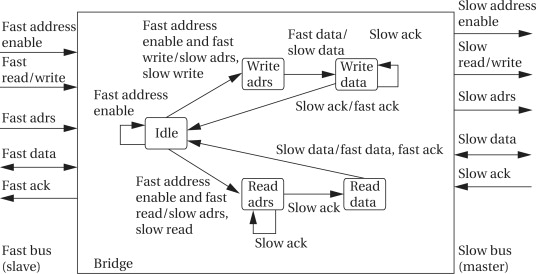 Fast address
enable
Fast
read/write
Fast adrs
Fast data
Fast ack
Fast bus
(slave)
Fast address
enable and fast
write/slow adrs,
slow write
Write
adrs
Fast data/
slow data
Write
data
Slow ack
Slow ack/fast ack
Fast address
enable
Idle
Slow data/fast data, fast ack
Fast address
enable and fast
read/slow adrs,
slow read
Read
adrs
Slow ack
Read
data
Slow ack
Bridge
Slow address
enable
Slow
read/write
Slow adrs
Slow data
Slow ack
Slow bus
(master)